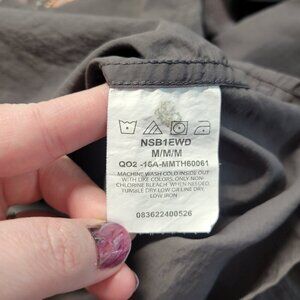 NSB1EWD
M/M/M
QO2 -15A-MMTH60061
MACHINE WASH COLD INSIDE OUT
WITH LIKE COLORS, ONLY NON-
CHLORINE BLEACH WHEN NEEDED
TUMBLE DRY LOW OR LINE DRY,
LOW IRON
083622400526